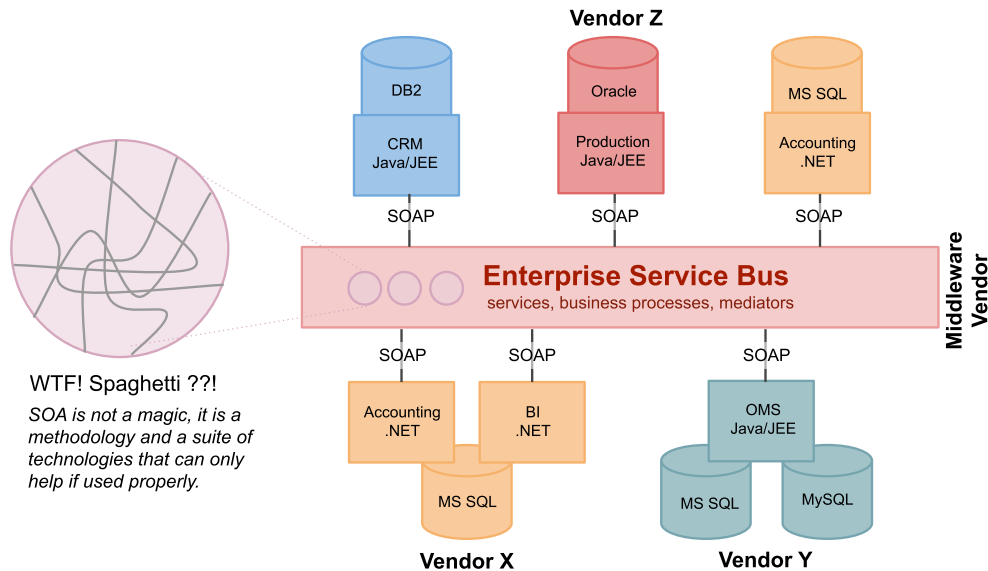 Vendor Z
DB2
CRM
Java/JEE
SOAP
Oracle
Production
Java/JEE
SOAP
MS SQL
Accounting
.NET
SOAP
Enterprise Service Bus
services, business processes, mediators
Middleware
Vendor
WTF! Spaghetti ??!
SOA is not a magic, it is a
methodology and a suite of
technologies that can only
help if used properly.
SOAP
Accounting
.NET
SOAP
BI
.NET
MS SQL
Vendor X
SOAP
OMS
Java/JEE
MS SQL
MySQL
Vendor Y